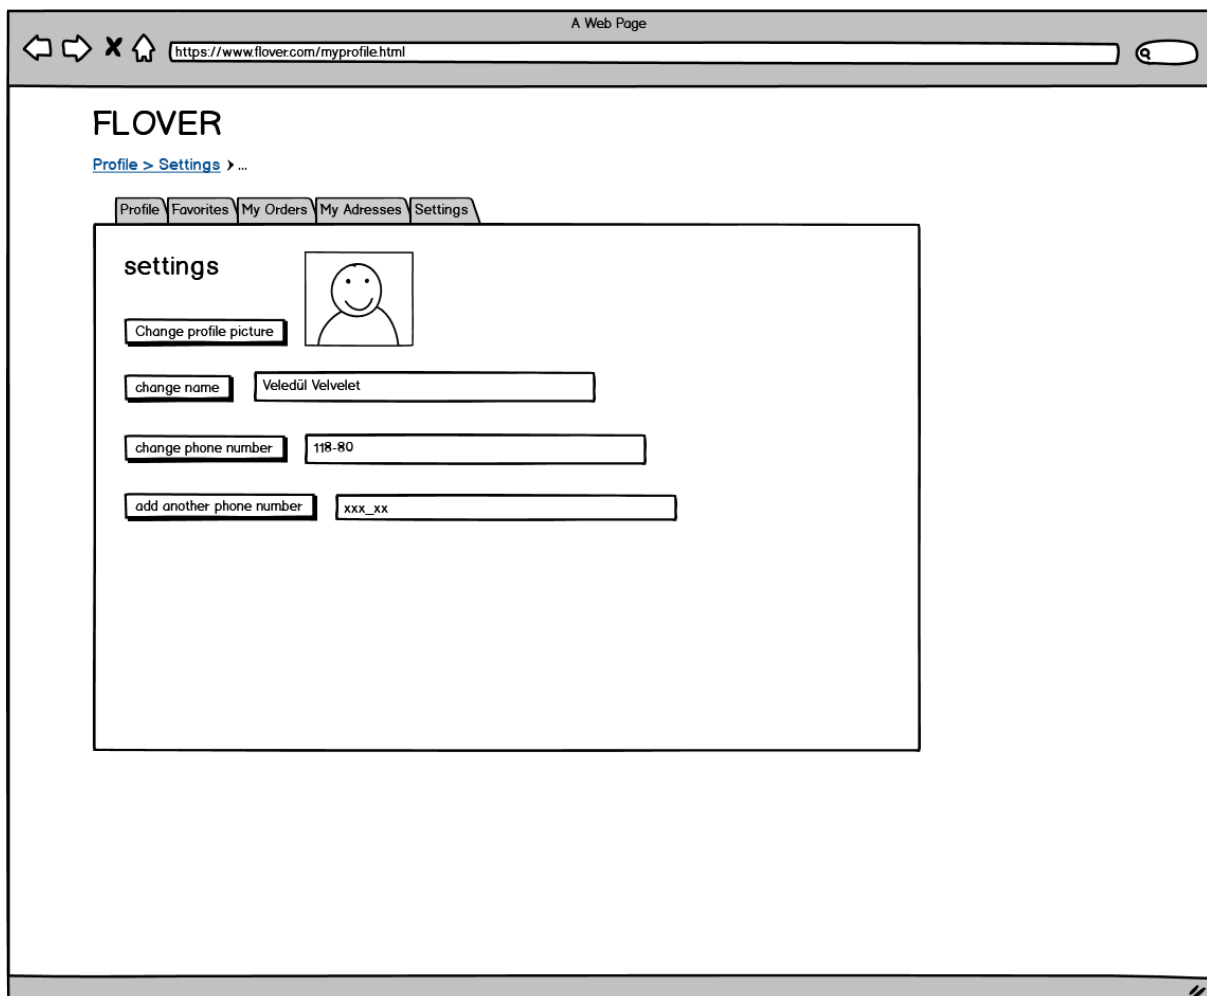 A Web Page
https://www.flover.com/myprofile.html
FLOVER
Profile > Settings > ...
Profile Favorites My Orders My Adresses Settings
settings
Change profile picture
change name Veledül Velvelet
change phone number 118-80
add another phone number xxx_xx